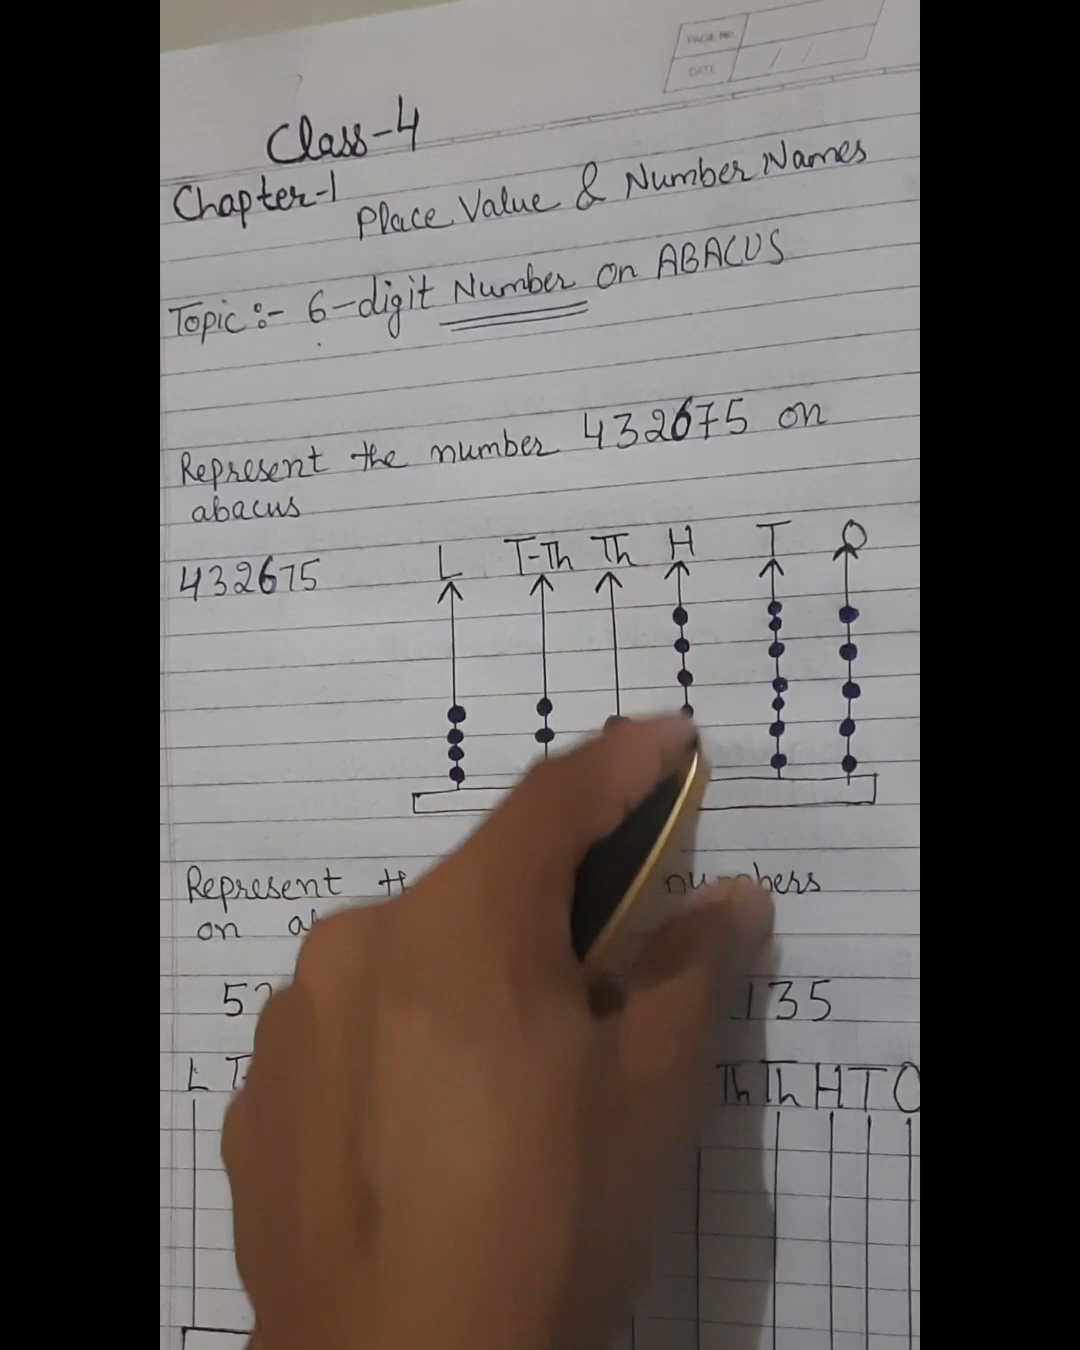 PAGE NO.
DATE / /
Class-4
Chapter-1
Place Value & Number Names
Topic:- 6-digit Number on ABACUS
Represent the number 432675 on
abacus
432675 L T-Th Th H T O
Represent numbers
on
135
L Th Th H T O